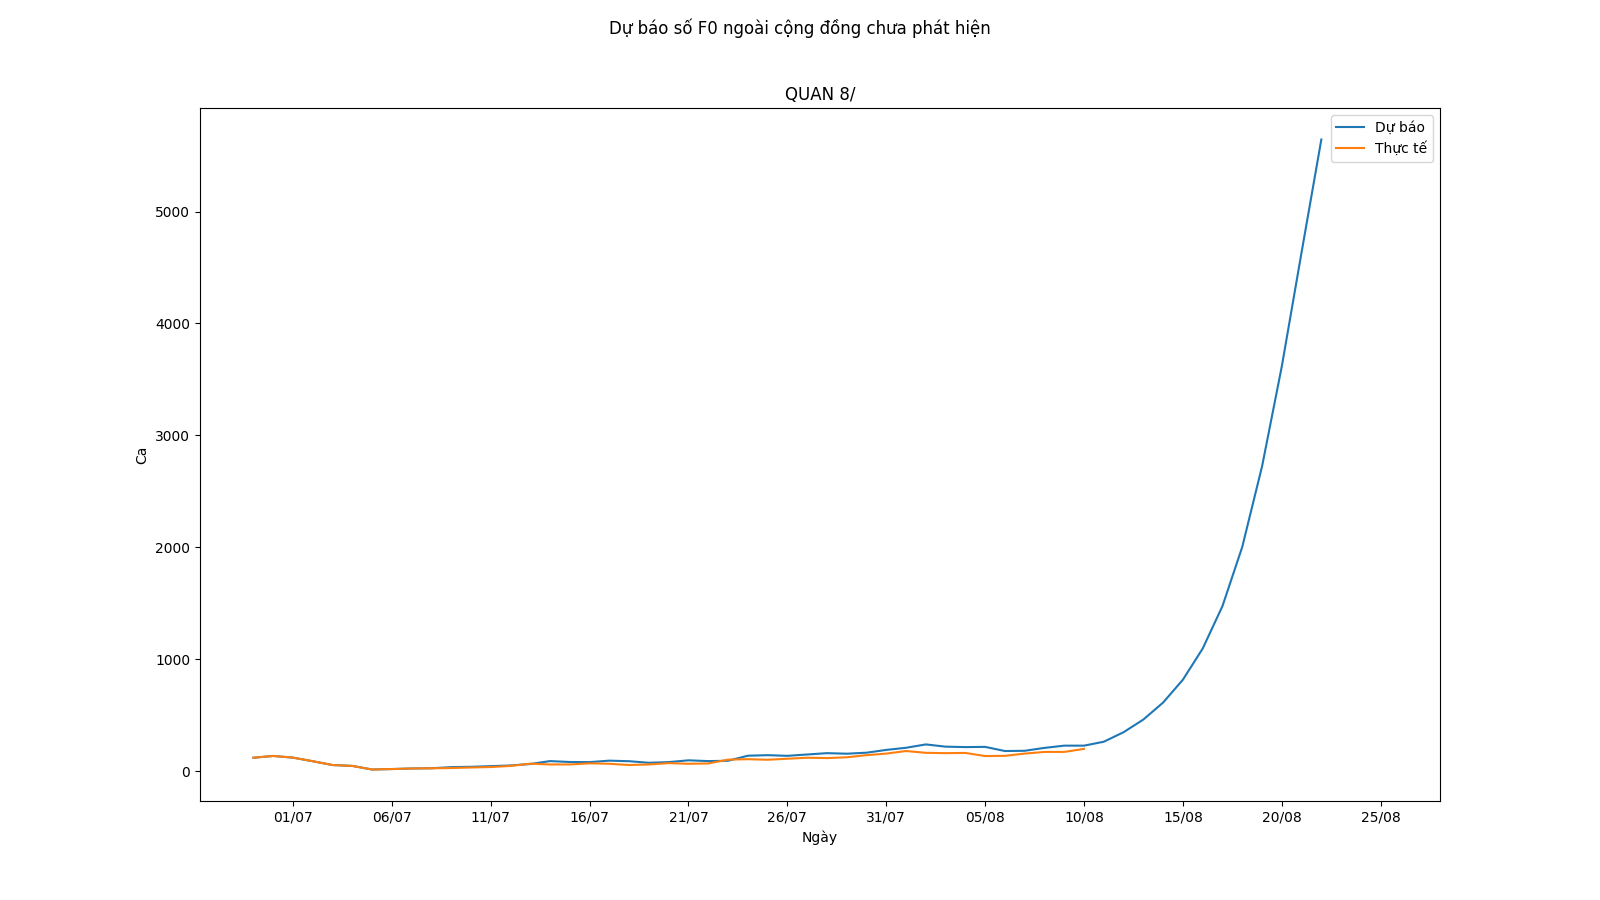 Dự báo số F0 ngoài cộng đồng chưa phát hiện
QUAN 8/
Dự báo
Thực tế
5000
4000
3000
2000
1000
0
Ca
01/07 06/07 11/07 16/07 21/07 26/07 31/07 05/08 10/08 15/08 20/08 25/08
Ngày